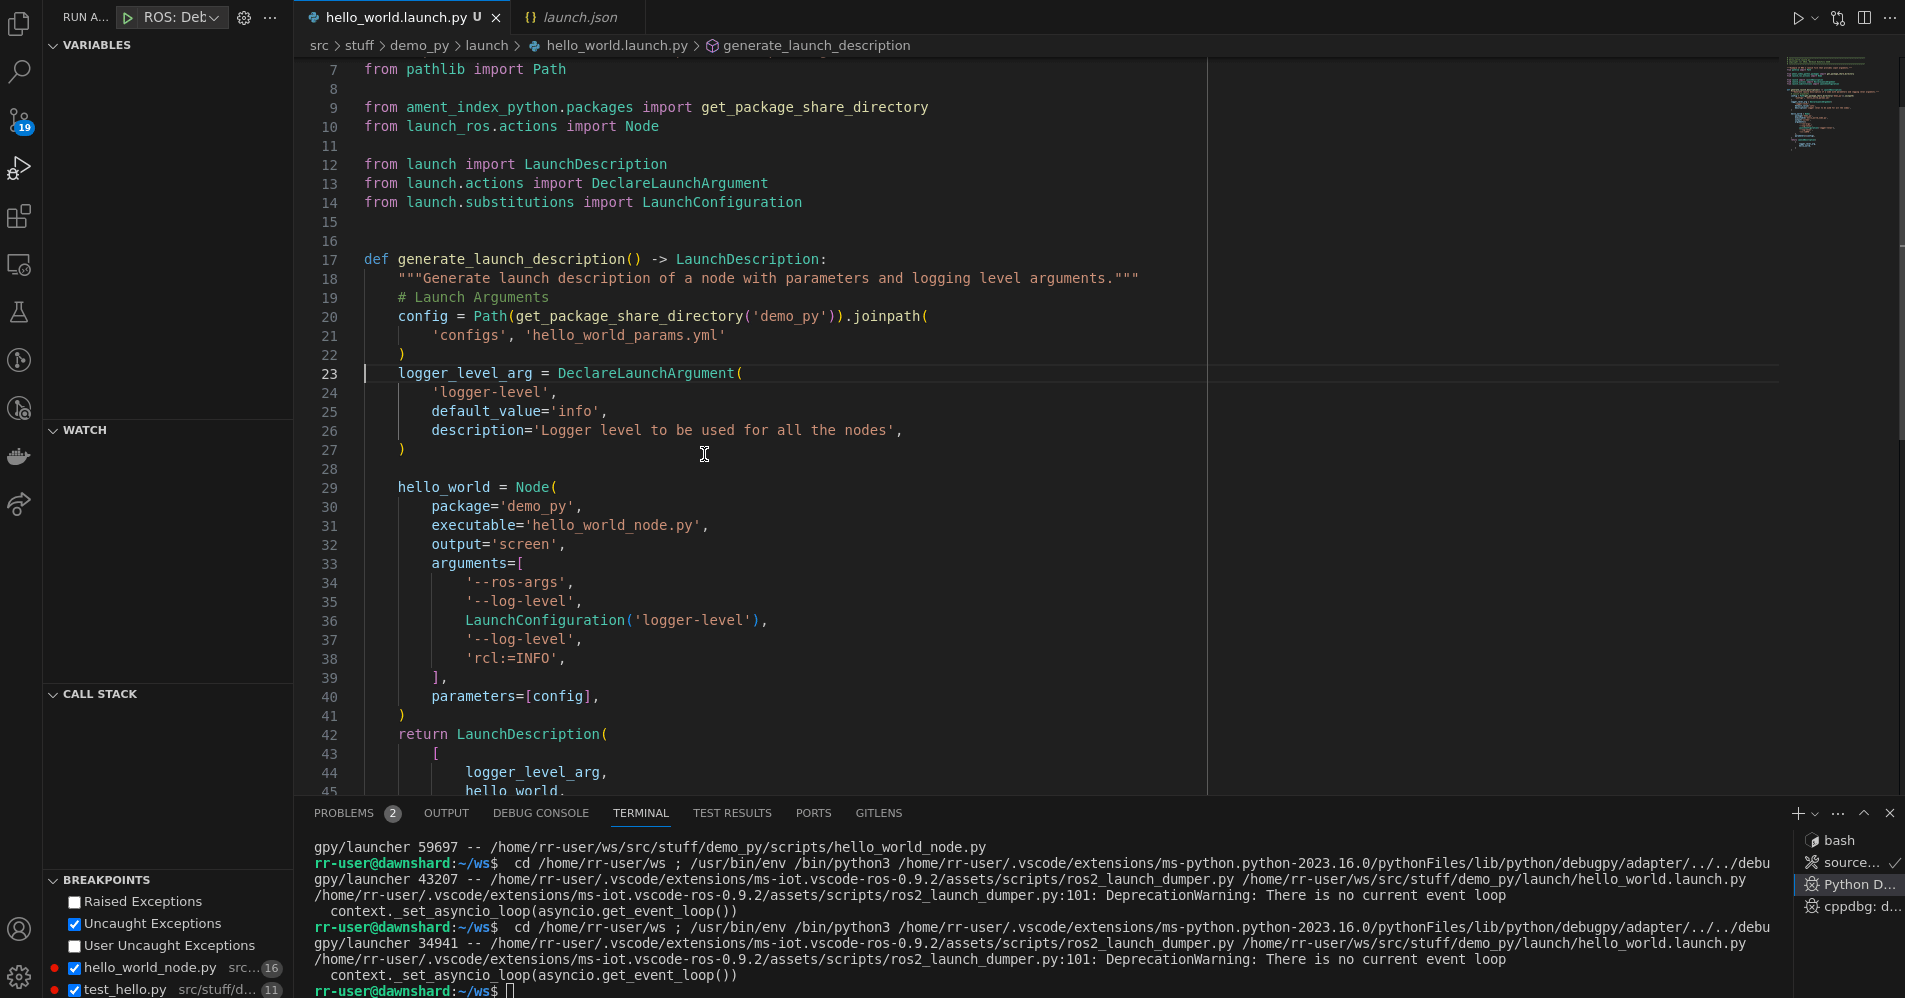 RUN A... ROS: Deb
hello_world.launch.py U
launch.json
src > stuff > demo_py > launch > hello_world.launch.py > generate_launch_description
19
VARIABLES
WATCH
CALL STACK
BREAKPOINTS
Raised Exceptions
Uncaught Exceptions
User Uncaught Exceptions
hello_world_node.py src... 16
test_hello.py src/stuff/d... 11
7 from pathlib import Path
8
9 from ament_index_python.packages import get_package_share_directory
10 from launch_ros.actions import Node
11
12 from launch import LaunchDescription
13 from launch.actions import DeclareLaunchArgument
14 from launch.substitutions import LaunchConfiguration
15
16
17 def generate_launch_description() -> LaunchDescription:
18 """Generate launch description of a node with parameters and logging level arguments."""
19 # Launch Arguments
20 config = Path(get_package_share_directory('demo_py')).joinpath(
21 'configs', 'hello_world_params.yml'
22 )
23 logger_level_arg = DeclareLaunchArgument(
24 'logger-level',
25 default_value='info',
26 description='Logger level to be used for all the nodes',
27 )
28
29 hello_world = Node(
30 package='demo_py',
31 executable='hello_world_node.py',
32 output='screen',
33 arguments=[
34 '--ros-args',
35 '--log-level',
36 LaunchConfiguration('logger-level'),
37 '--log-level',
38 'rcl:=INFO',
39 ],
40 parameters=[config],
41 )
42 return LaunchDescription(
43 [
44 logger_level_arg,
45 hello_world,
PROBLEMS 2 OUTPUT DEBUG CONSOLE TERMINAL TEST RESULTS PORTS GITLENS
gpy/launcher 59697 -- /home/rr-user/ws/src/stuff/demo_py/scripts/hello_world_node.py
rr-user@dawnshard:~/ws$ cd /home/rr-user/ws ; /usr/bin/env /bin/python3 /home/rr-user/.vscode/extensions/ms-python.python-2023.16.0/pythonFiles/lib/python/debugpy/adapter/../../debu
gpy/launcher 43207 -- /home/rr-user/.vscode/extensions/ms-iot.vscode-ros-0.9.2/assets/scripts/ros2_launch_dumper.py /home/rr-user/ws/src/stuff/demo_py/launch/hello_world.launch.py
/home/rr-user/.vscode/extensions/ms-iot.vscode-ros-0.9.2/assets/scripts/ros2_launch_dumper.py:101: DeprecationWarning: There is no current event loop
context._set_asyncio_loop(asyncio.get_event_loop())
rr-user@dawnshard:~/ws$ cd /home/rr-user/ws ; /usr/bin/env /bin/python3 /home/rr-user/.vscode/extensions/ms-python.python-2023.16.0/pythonFiles/lib/python/debugpy/adapter/../../debu
gpy/launcher 34941 -- /home/rr-user/.vscode/extensions/ms-iot.vscode-ros-0.9.2/assets/scripts/ros2_launch_dumper.py /home/rr-user/ws/src/stuff/demo_py/launch/hello_world.launch.py
/home/rr-user/.vscode/extensions/ms-iot.vscode-ros-0.9.2/assets/scripts/ros2_launch_dumper.py:101: DeprecationWarning: There is no current event loop
context._set_asyncio_loop(asyncio.get_event_loop())
rr-user@dawnshard:~/ws$
bash
source...
Python D...
cppdbg: d...